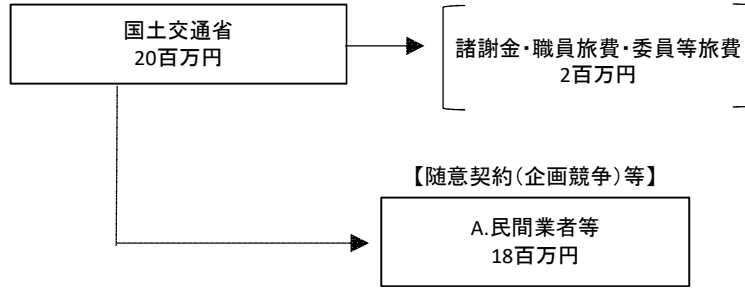 国土交通省
20百万円
諸謝金・職員旅費・委員等旅費
2百万円
【随意契約(企画競争)等】
A.民間業者等
18百万円